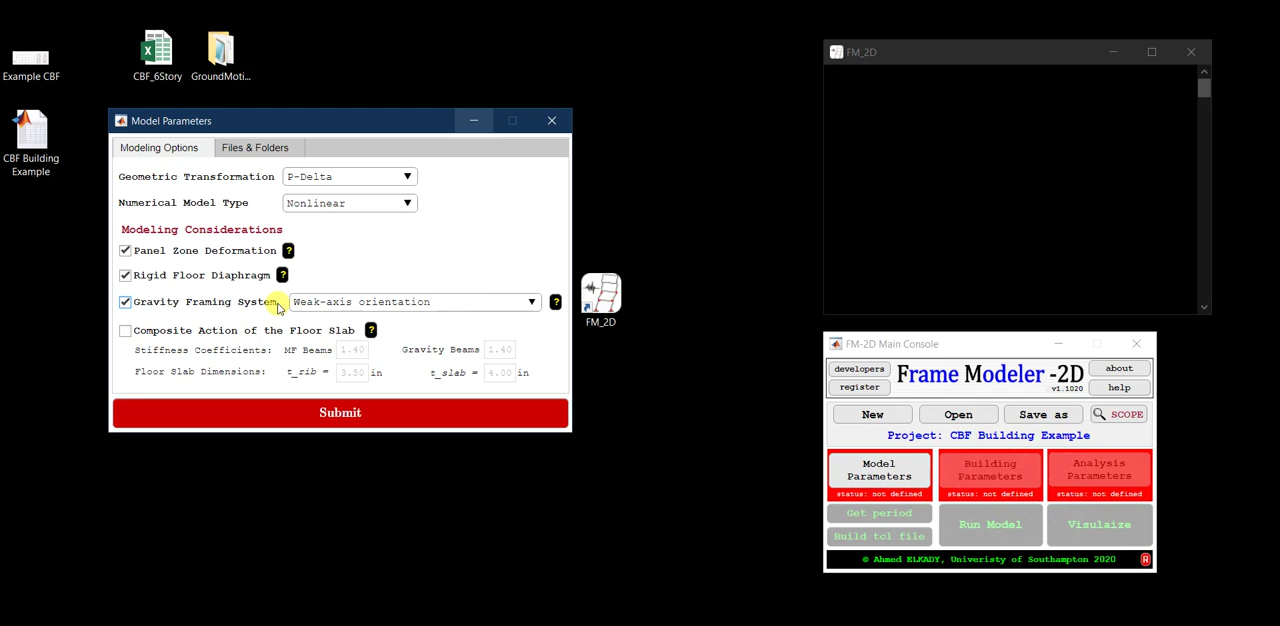 Example CBF
CBF_6Story
GroundMoti...
CBF Building
Example
Model Parameters
Modeling Options
Files & Folders
Geometric Transformation
P-Delta
Numerical Model Type
Nonlinear
Modeling Considerations
Panel Zone Deformation ?
Rigid Floor Diaphragm ?
Gravity Framing System
Weak-axis orientation
?
Composite Action of the Floor Slab ?
Stiffness Coefficients: MF Beams 1.40 Gravity Beams 1.40
Floor Slab Dimensions: t_rib = 3.50 in t_slab = 4.00 in
Submit
FM_2D
FM_2D
FM-2D Main Console
developers
register
Frame Modeler -2D
v1.1020
about
help
New
Open
Save as
SCOPE
Project: CBF Building Example
Model
Parameters
status: not defined
Building
Parameters
status: not defined
Analysis
Parameters
status: not defined
Get period
Build tcl file
Run Model
Visulaize
© Ahmed ELKADY, Univeristy of Southampton 2020
R